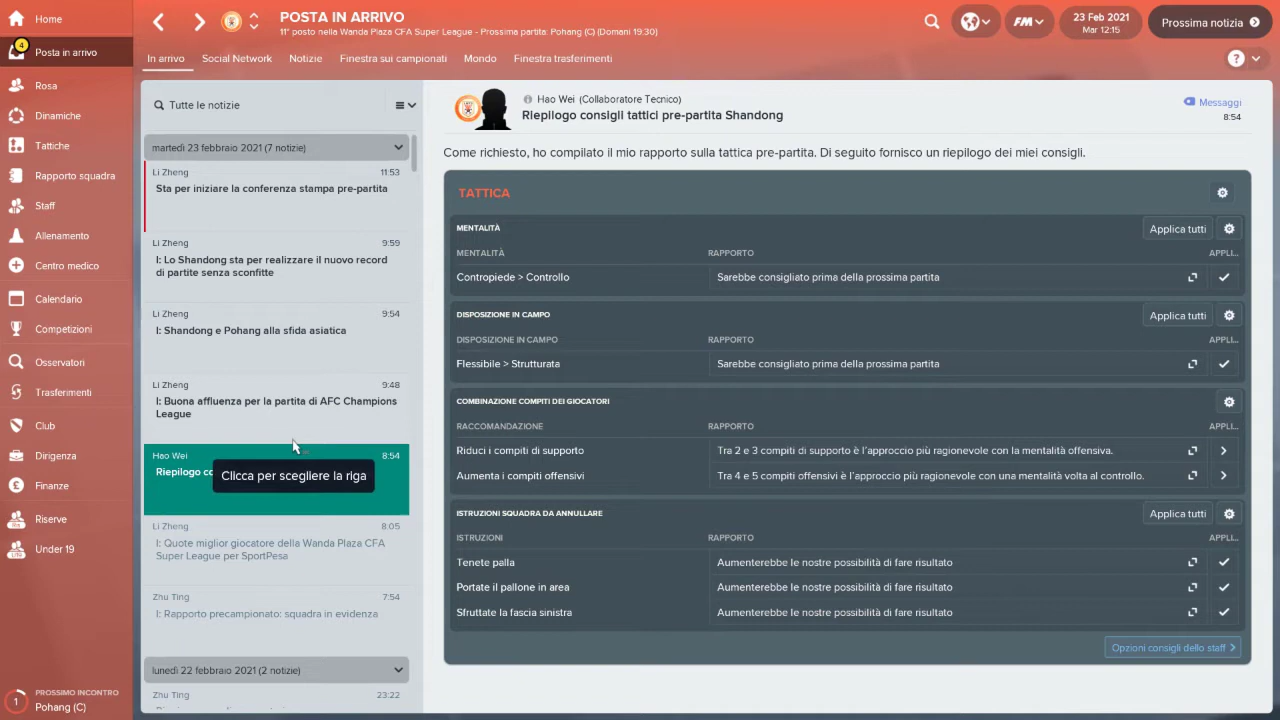 Home
4
Posta in arrivo
Rosa
Dinamiche
Tattiche
Rapporto squadra
Staff
Allenamento
Centro medico
Calendario
Competizioni
Osservatori
Trasferimenti
Club
Dirigenza
Finanze
Riserve
Under 19
1
PROSSIMO INCONTRO
Pohang (C)
POSTA IN ARRIVO
11° posto nella Wanda Plaza CFA Super League - Prossima partita: Pohang (C) (Domani 19:30)
FM
23 Feb 2021
Mar 12:15
Prossima notizia
In arrivo Social Network Notizie Finestra sui campionati Mondo Finestra trasferimenti
?
Tutte le notizie
martedì 23 febbraio 2021 (7 notizie)
Li Zheng 11:53
Sta per iniziare la conferenza stampa pre-partita
Li Zheng 9:59
I: Lo Shandong sta per realizzare il nuovo record
di partite senza sconfitte
Li Zheng 9:54
I: Shandong e Pohang alla sfida asiatica
Li Zheng 9:48
I: Buona affluenza per la partita di AFC Champions
League
Hao Wei 8:54
Riepilogo co
Clicca per scegliere la riga
Li Zheng 8:05
I: Quote miglior giocatore della Wanda Plaza CFA
Super League per SportPesa
Zhu Ting 7:54
I: Rapporto precampionato: squadra in evidenza
lunedì 22 febbraio 2021 (2 notizie)
Zhu Ting 23:22
Hao Wei (Collaboratore Tecnico)
Riepilogo consigli tattici pre-partita Shandong
Messaggi
8:54
Come richiesto, ho compilato il mio rapporto sulla tattica pre-partita. Di seguito fornisco un riepilogo dei miei consigli.
TATTICA
MENTALITÀ Applica tutti
MENTALITÀ RAPPORTO APPLI...
Contropiede > Controllo Sarebbe consigliato prima della prossima partita
DISPOSIZIONE IN CAMPO Applica tutti
DISPOSIZIONE IN CAMPO RAPPORTO APPLI...
Flessibile > Strutturata Sarebbe consigliato prima della prossima partita
COMBINAZIONE COMPITI DEI GIOCATORI
RACCOMANDAZIONE RAPPORTO APPLI...
Riduci i compiti di supporto Tra 2 e 3 compiti di supporto è l'approccio più ragionevole con la mentalità offensiva.
Aumenta i compiti offensivi Tra 4 e 5 compiti offensivi è l'approccio più ragionevole con una mentalità volta al controllo.
ISTRUZIONI SQUADRA DA ANNULLARE Applica tutti
ISTRUZIONI RAPPORTO APPLI...
Tenete palla Aumenterebbe le nostre possibilità di fare risultato
Portate il pallone in area Aumenterebbe le nostre possibilità di fare risultato
Sfruttate la fascia sinistra Aumenterebbe le nostre possibilità di fare risultato
Opzioni consigli dello staff >